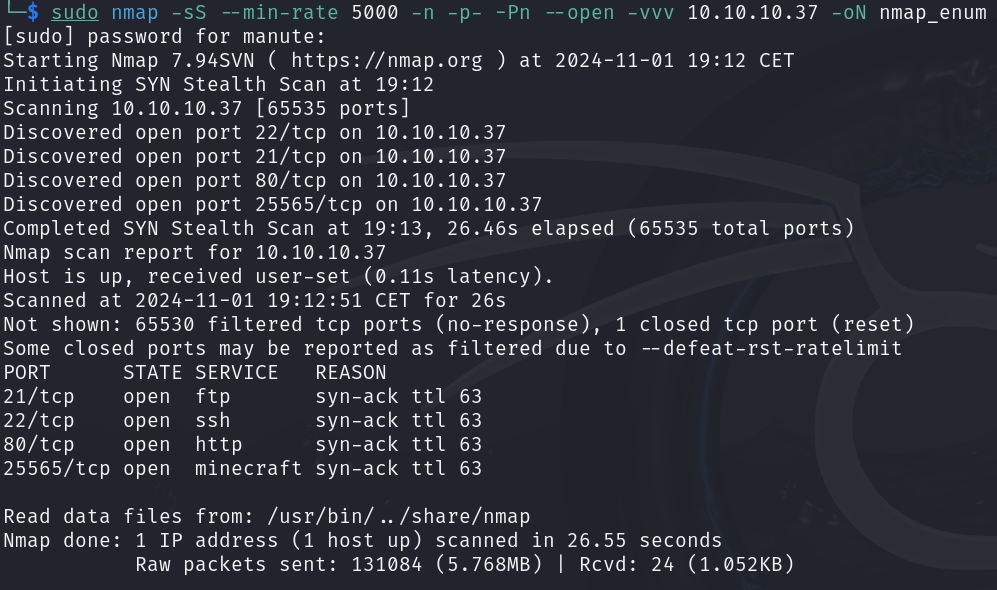 └─$ sudo nmap -sS --min-rate 5000 -n -p- -Pn --open -vvv 10.10.10.37 -oN nmap_enum
[sudo] password for manute:
Starting Nmap 7.94SVN ( https://nmap.org ) at 2024-11-01 19:12 CET
Initiating SYN Stealth Scan at 19:12
Scanning 10.10.10.37 [65535 ports]
Discovered open port 22/tcp on 10.10.10.37
Discovered open port 21/tcp on 10.10.10.37
Discovered open port 80/tcp on 10.10.10.37
Discovered open port 25565/tcp on 10.10.10.37
Completed SYN Stealth Scan at 19:13, 26.46s elapsed (65535 total ports)
Nmap scan report for 10.10.10.37
Host is up, received user-set (0.11s latency).
Scanned at 2024-11-01 19:12:51 CET for 26s
Not shown: 65530 filtered tcp ports (no-response), 1 closed tcp port (reset)
Some closed ports may be reported as filtered due to --defeat-rst-ratelimit
PORT      STATE SERVICE   REASON
21/tcp    open  ftp       syn-ack ttl 63
22/tcp    open  ssh       syn-ack ttl 63
80/tcp    open  http      syn-ack ttl 63
25565/tcp open  minecraft syn-ack ttl 63

Read data files from: /usr/bin/../share/nmap
Nmap done: 1 IP address (1 host up) scanned in 26.55 seconds
           Raw packets sent: 131084 (5.768MB) | Rcvd: 24 (1.052KB)